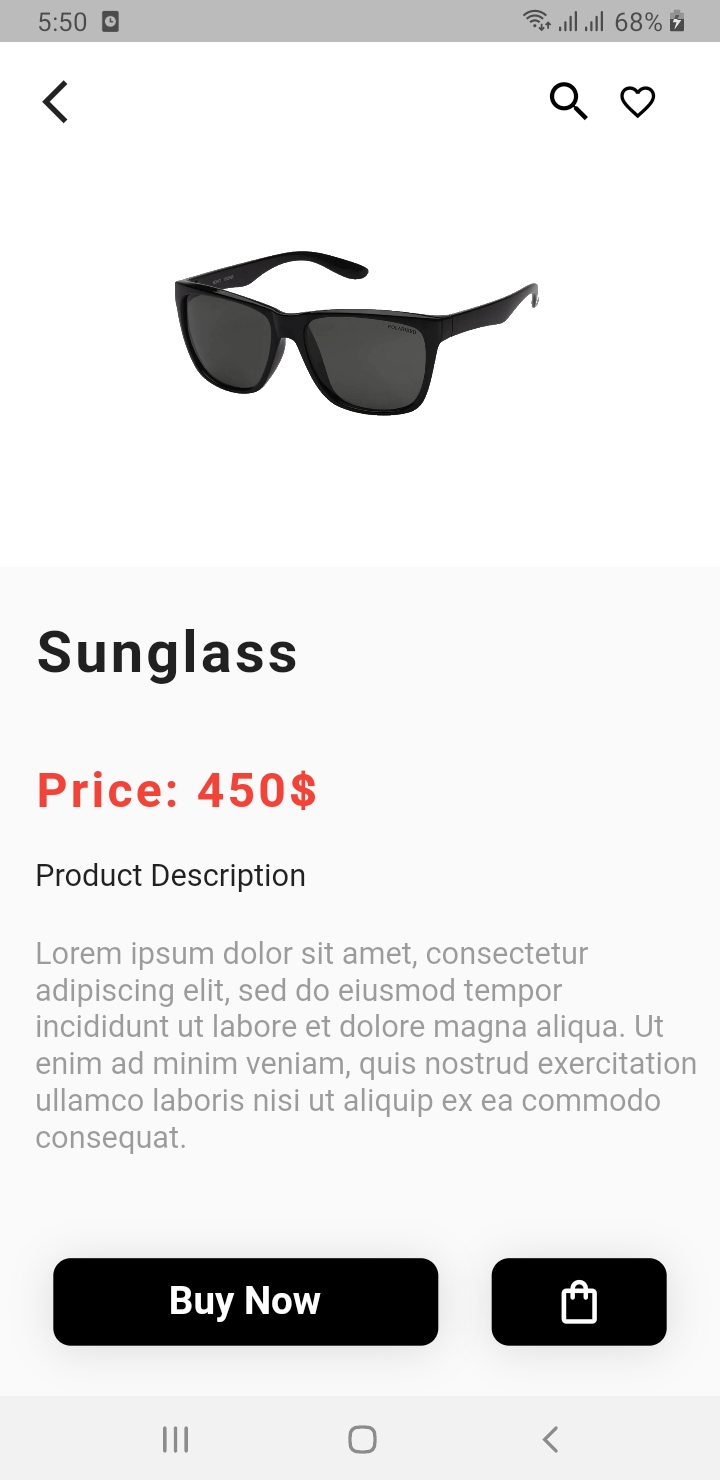 5:50 68%
Sunglass
Price: 450$
Product Description
Lorem ipsum dolor sit amet, consectetur
adipiscing elit, sed do eiusmod tempor
incididunt ut labore et dolore magna aliqua. Ut
enim ad minim veniam, quis nostrud exercitation
ullamco laboris nisi ut aliquip ex ea commodo
consequat.
Buy Now